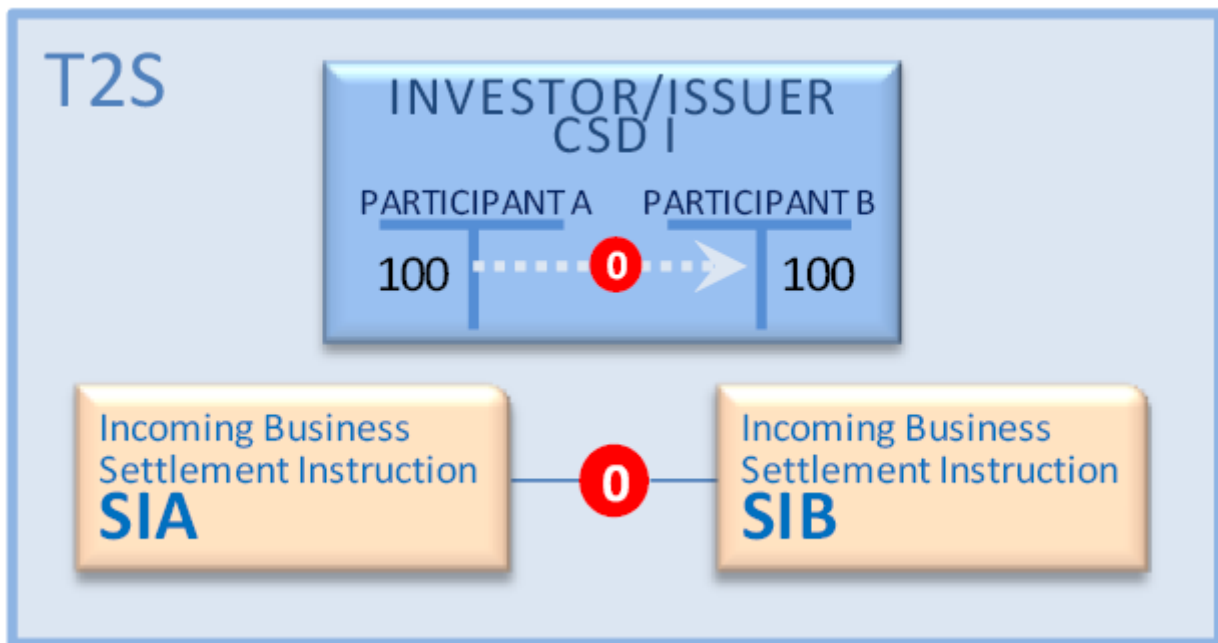 T2S
INVESTOR/ISSUER
CSD I
PARTICIPANT A PARTICIPANT B
100 0 100
Incoming Business
Settlement Instruction
SIA
0
Incoming Business
Settlement Instruction
SIB